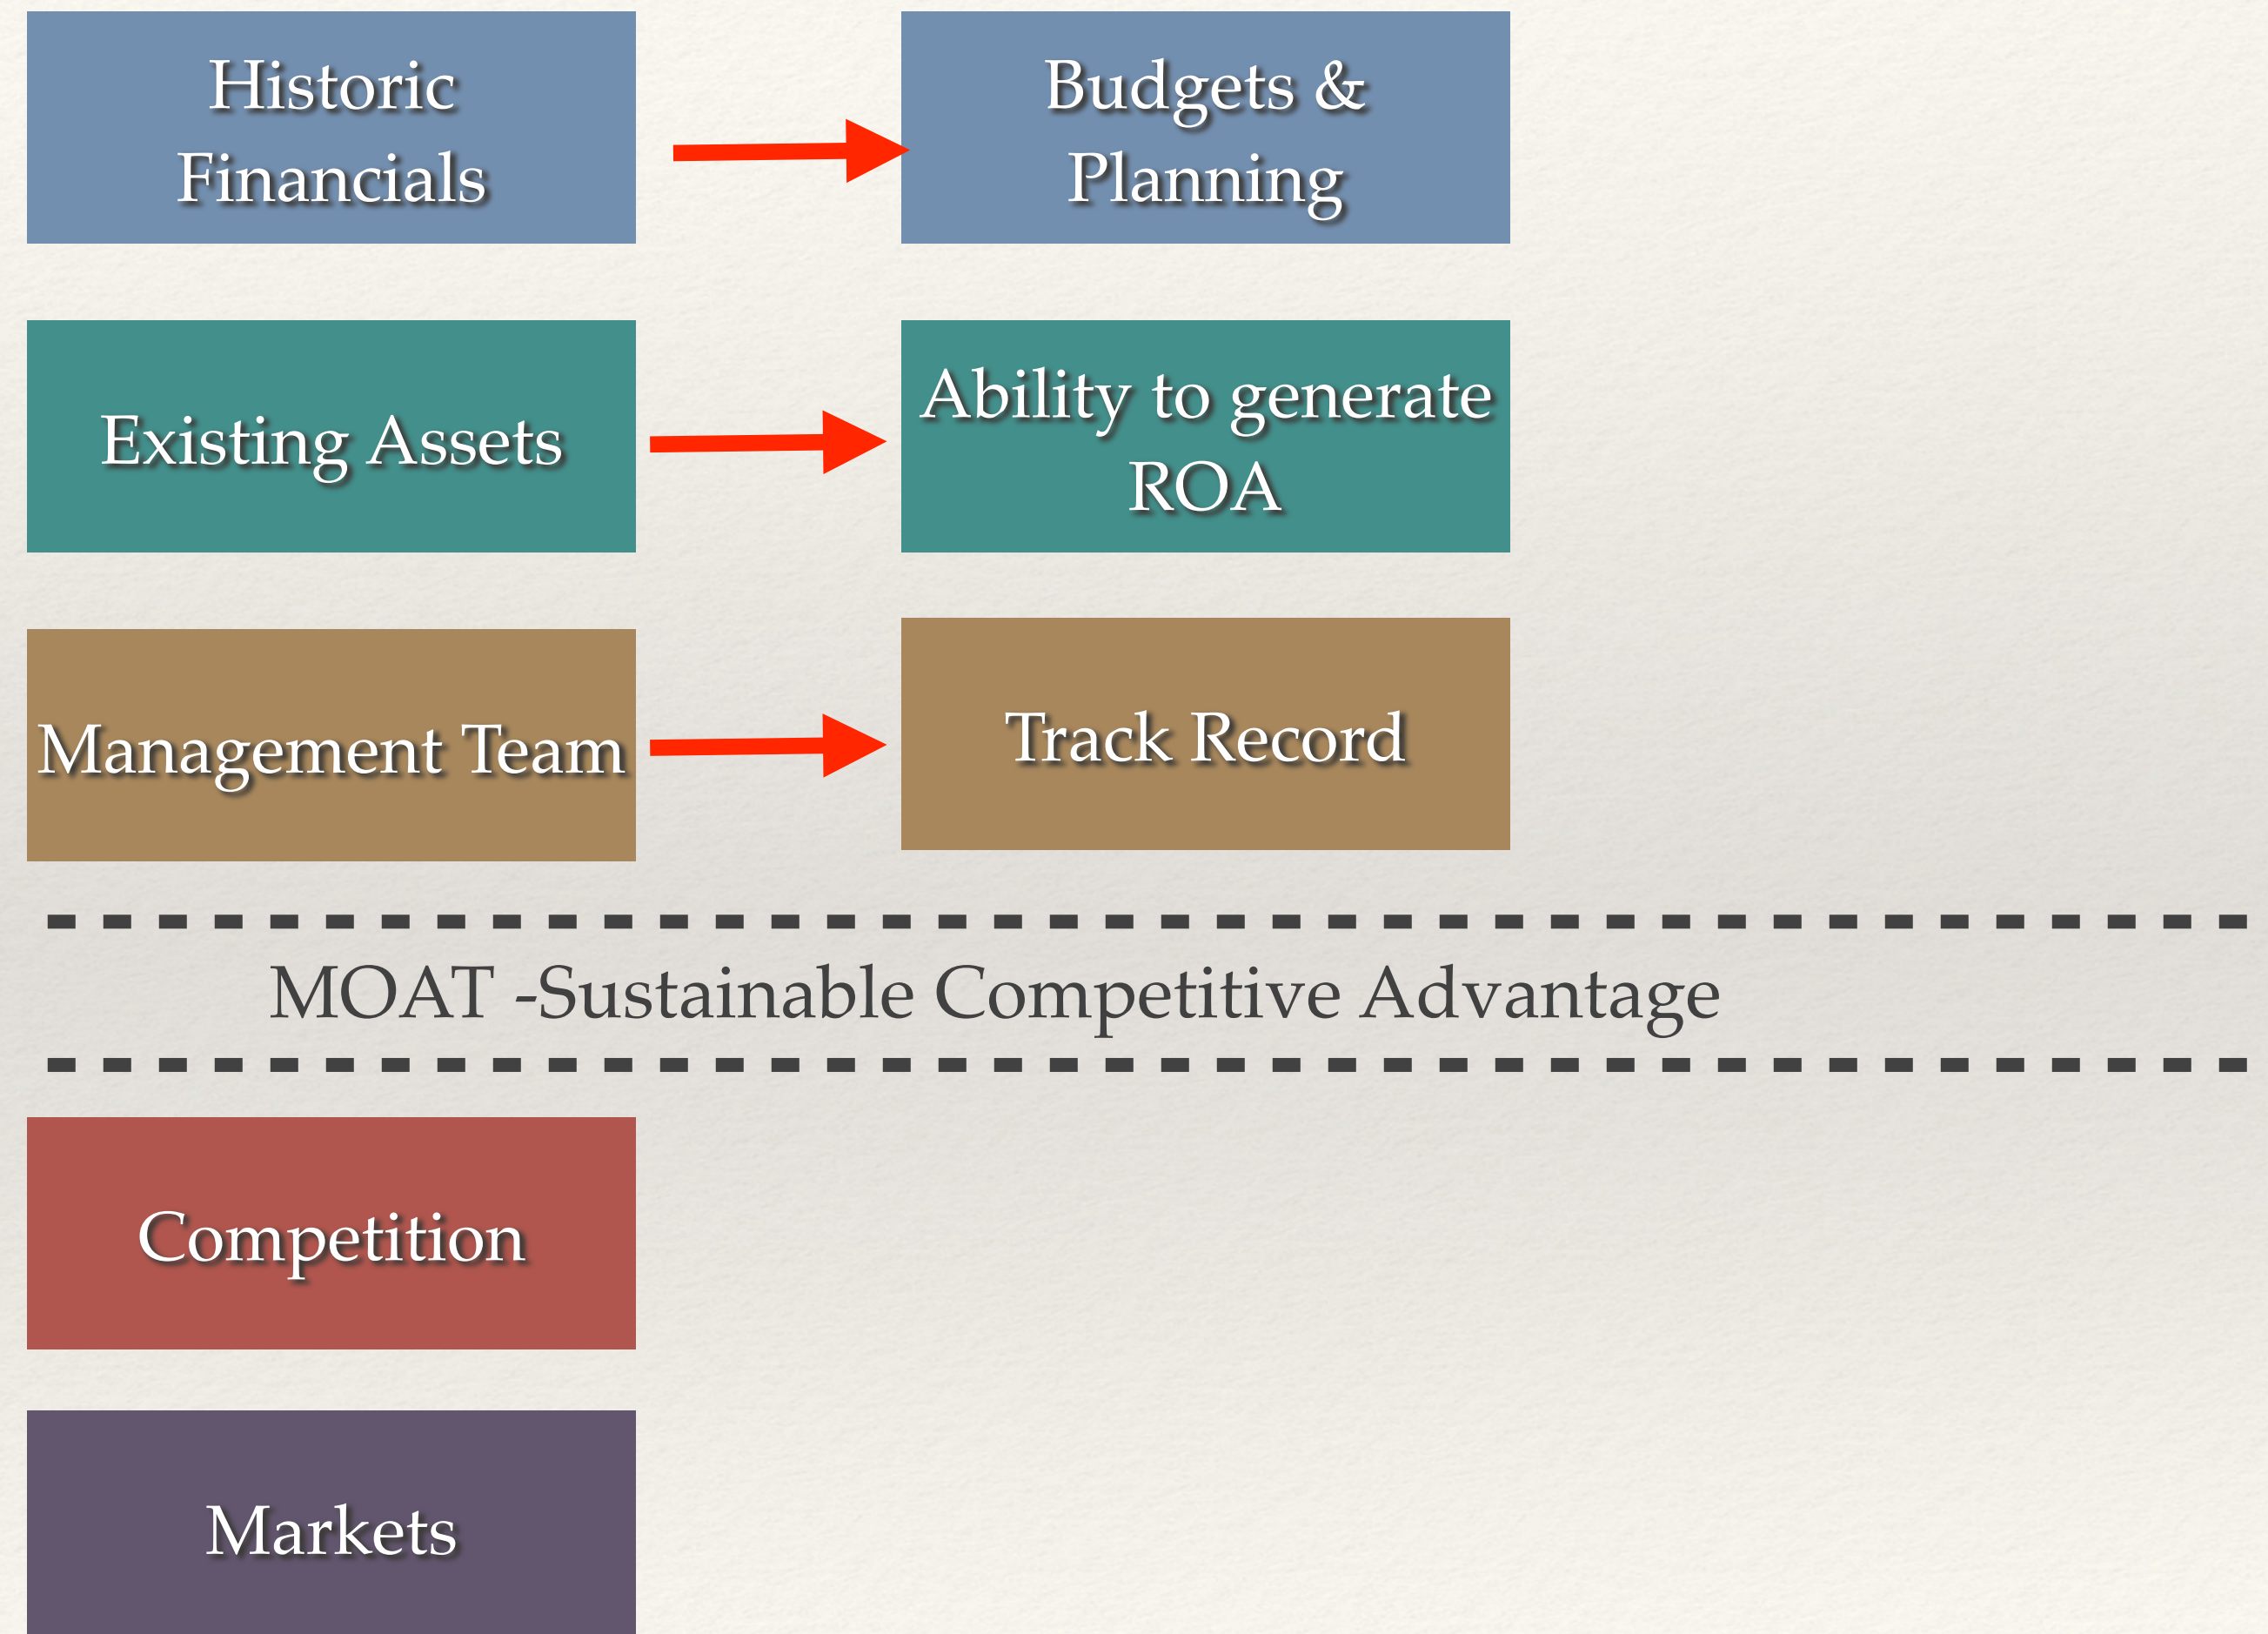 Historic
Financials
Budgets &
Planning
Existing Assets
Ability to generate
ROA
Management Team
Track Record
MOAT -Sustainable Competitive Advantage
Competition
Markets